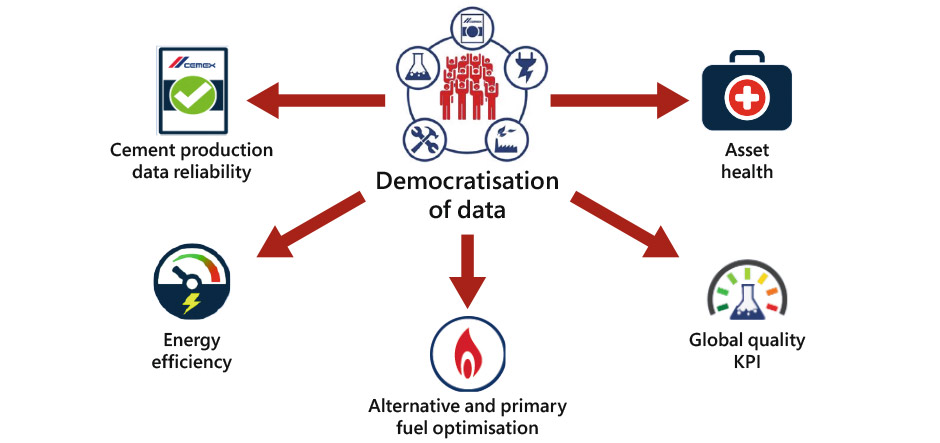 CEMEX
CEMEX
Cement production
data reliability
Democratisation
of data
Asset
health
Energy
efficiency
Alternative and primary
fuel optimisation
Global quality
KPI